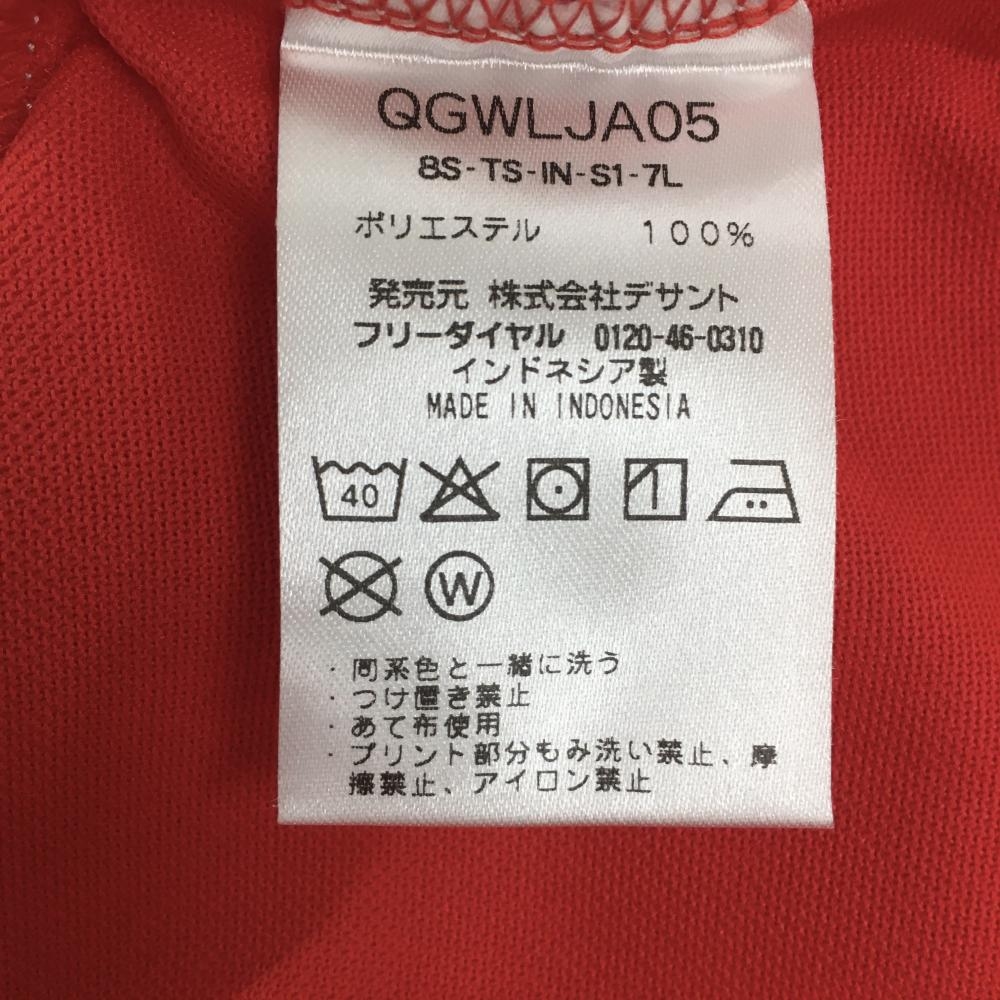 QGWLJA05
8S-TS-IN-S1-7L
ポリエステル 100%
発売元 株式会社デサント
フリーダイヤル 0120-46-0310
インドネシア製
MADE IN INDONESIA
40
W
・同系色と一緒に洗う
・つけ置き禁止
・あて布使用
・プリント部分もみ洗い禁止、摩
擦禁止、アイロン禁止